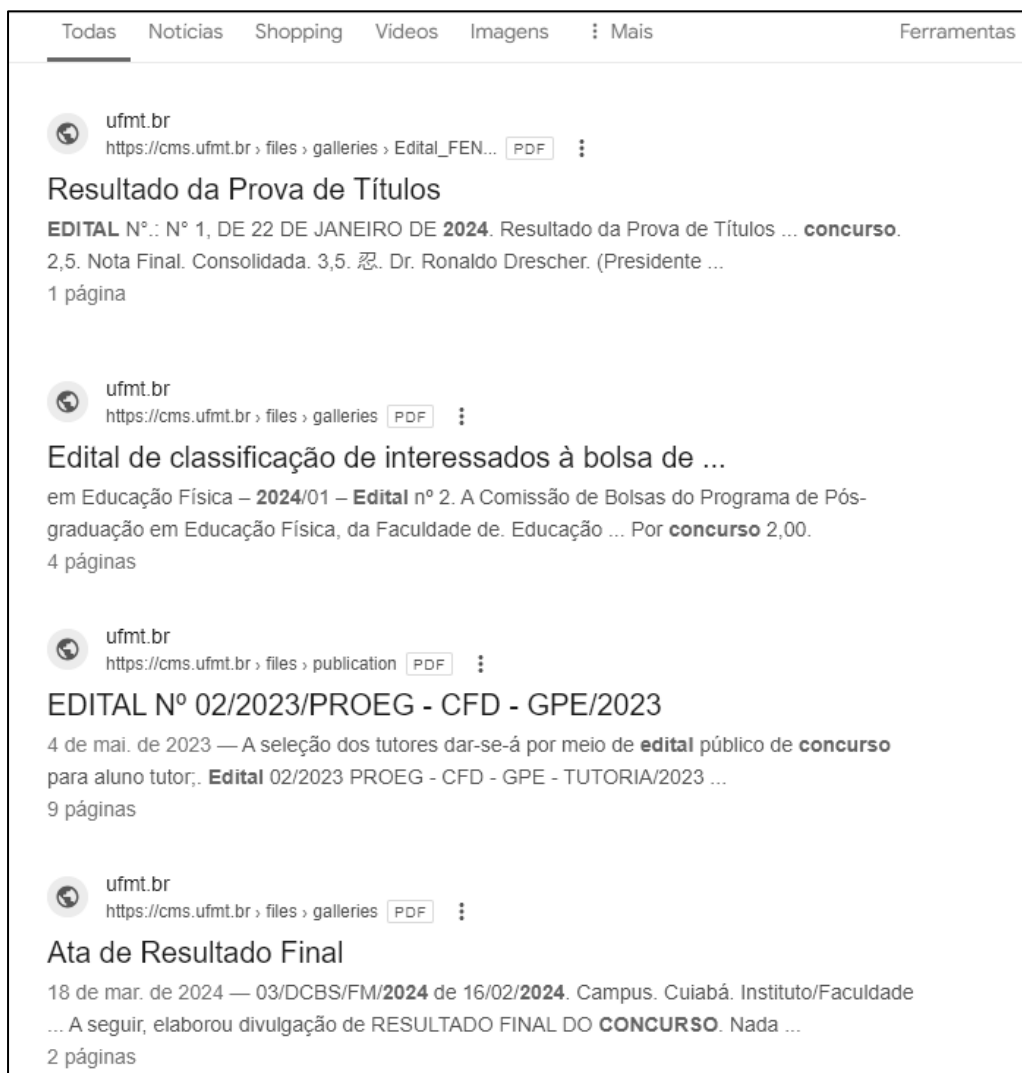 Todas Notícias Shopping Vídeos Imagens Mais Ferramentas
ufmt.br
https://cms.ufmt.br › files › galleries › Edital_FEN... PDF
Resultado da Prova de Títulos
EDITAL N°.: N° 1, DE 22 DE JANEIRO DE 2024. Resultado da Prova de Títulos ... concurso.
2,5. Nota Final. Consolidada. 3,5. 忍. Dr. Ronaldo Drescher. (Presidente ...
1 página
ufmt.br
https://cms.ufmt.br › files › galleries PDF
Edital de classificação de interessados à bolsa de ...
em Educação Física – 2024/01 – Edital nº 2. A Comissão de Bolsas do Programa de Pós-
graduação em Educação Física, da Faculdade de. Educação ... Por concurso 2,00.
4 páginas
ufmt.br
https://cms.ufmt.br › files › publication PDF
EDITAL Nº 02/2023/PROEG - CFD - GPE/2023
4 de mai. de 2023 — A seleção dos tutores dar-se-á por meio de edital público de concurso
para aluno tutor;. Edital 02/2023 PROEG - CFD - GPE - TUTORIA/2023 ...
9 páginas
ufmt.br
https://cms.ufmt.br › files › galleries PDF
Ata de Resultado Final
18 de mar. de 2024 — 03/DCBS/FM/2024 de 16/02/2024. Campus. Cuiabá. Instituto/Faculdade
... A seguir, elaborou divulgação de RESULTADO FINAL DO CONCURSO. Nada ...
2 páginas